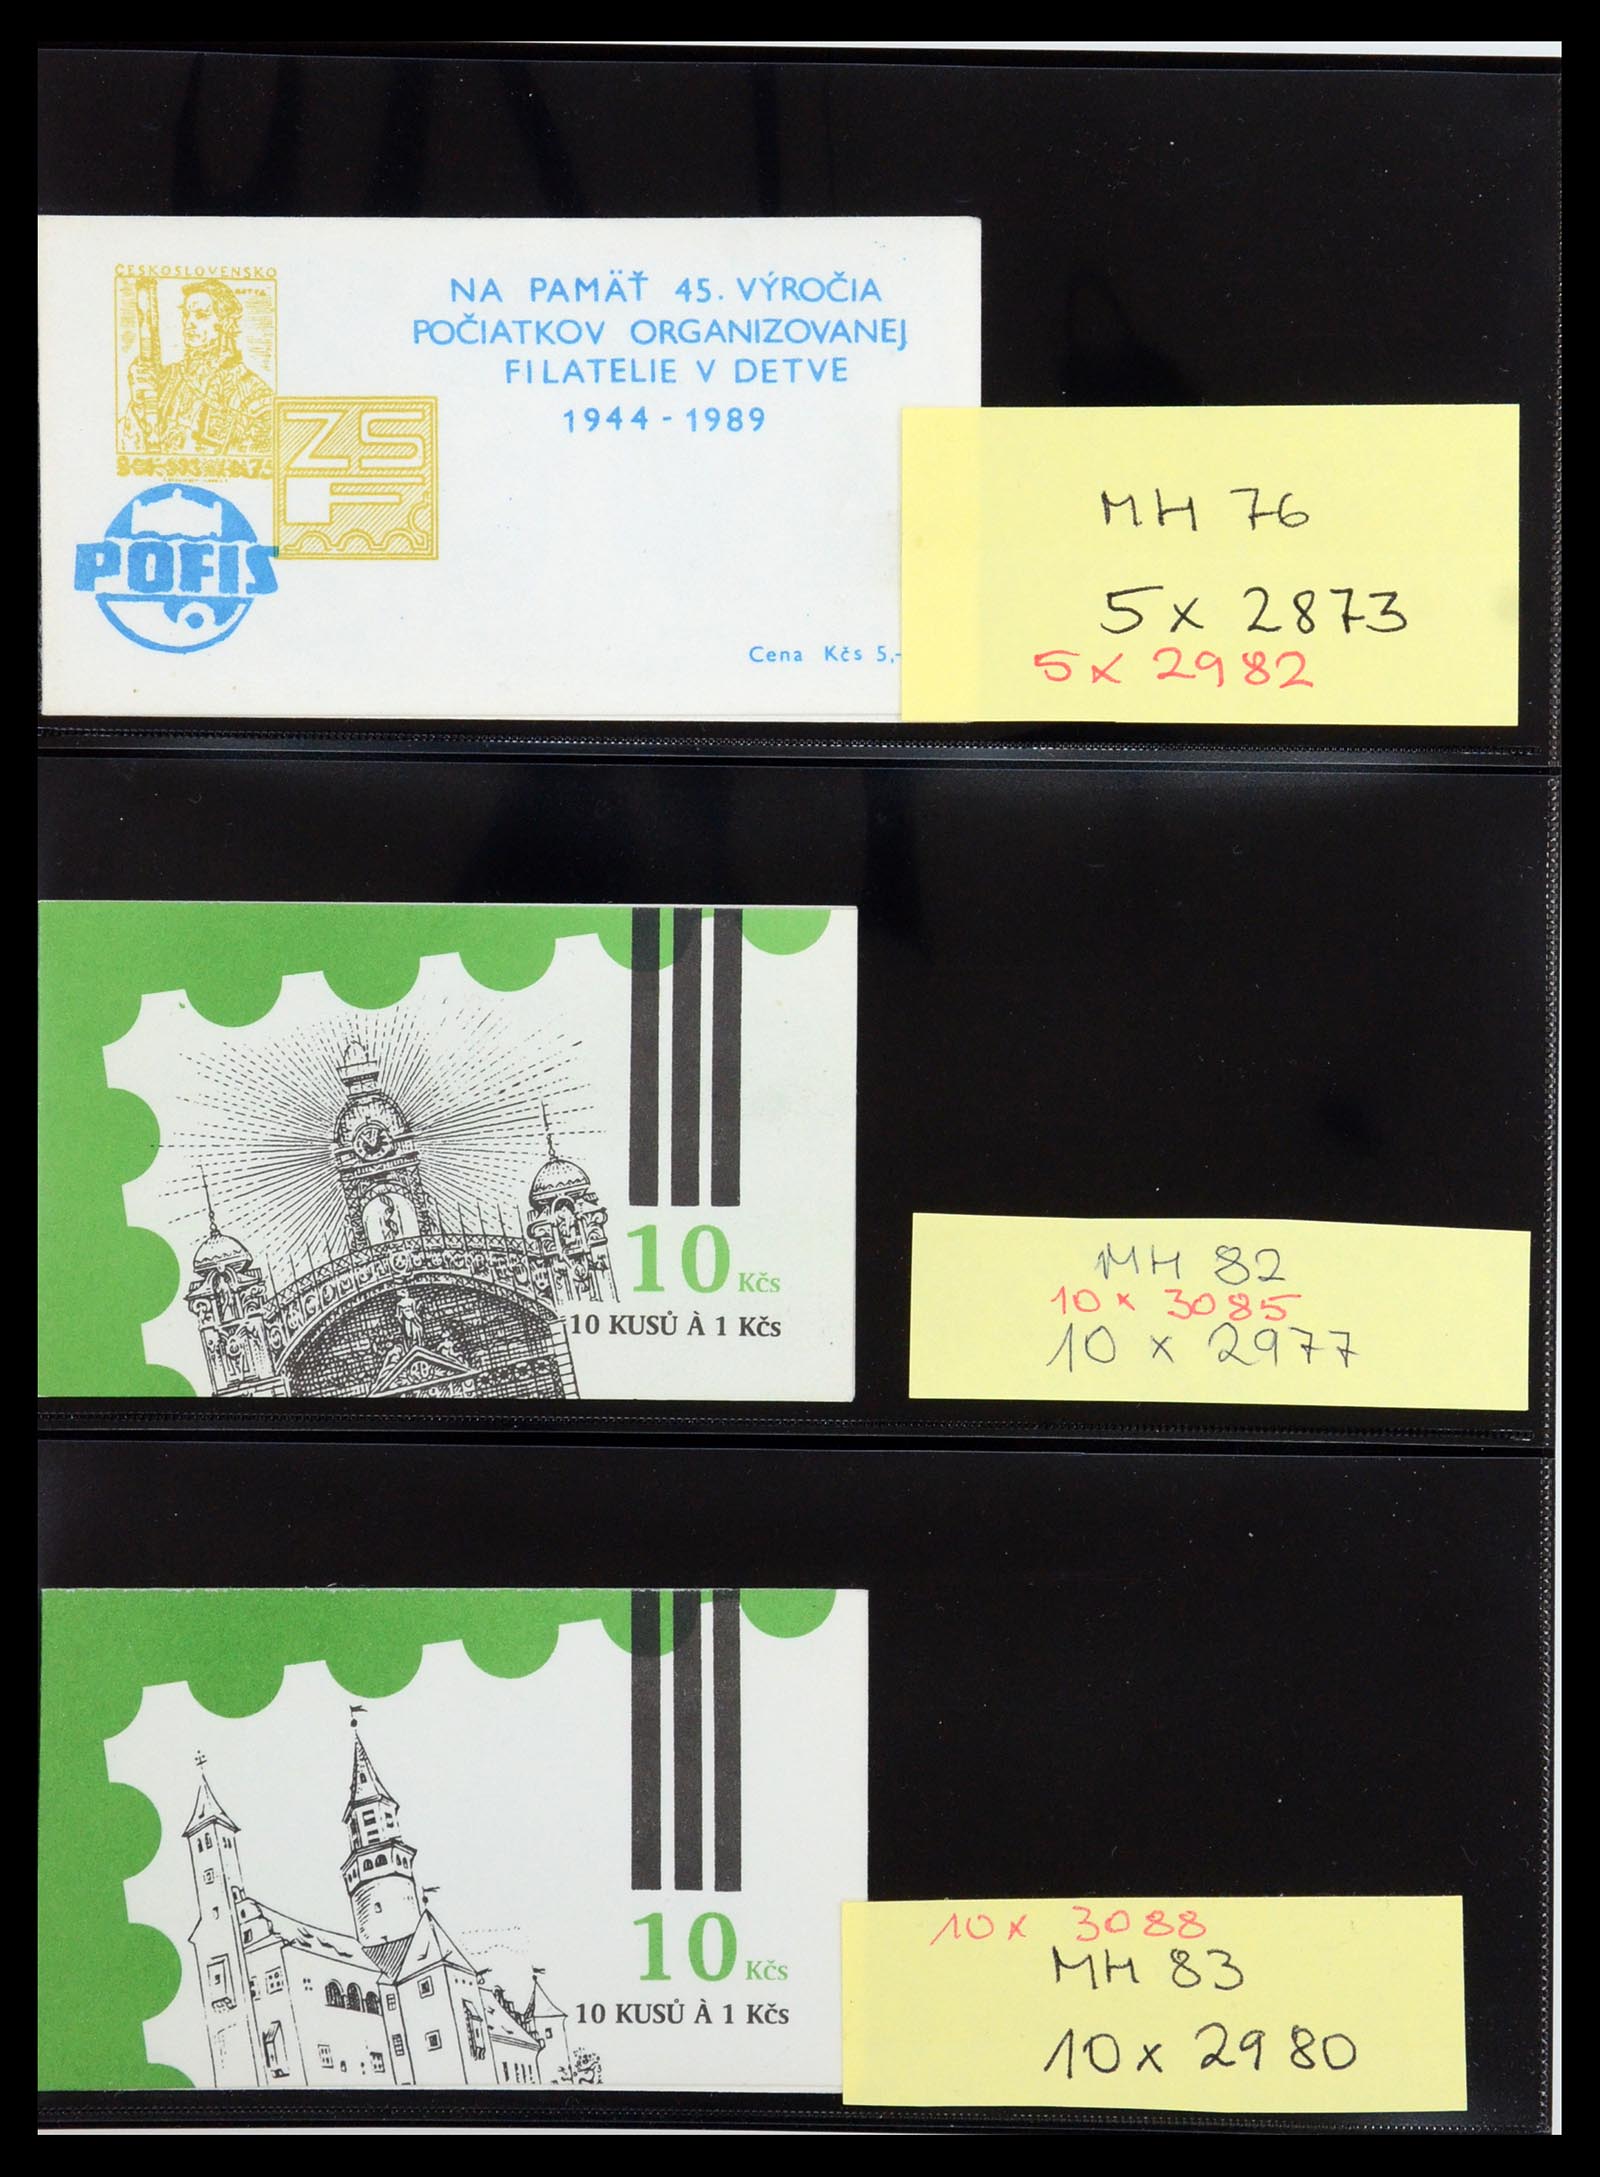 ČESKOSLOVENSKO
NA PAMÄŤ 45. VÝROČIA
POČIATKOV ORGANIZOVANEJ
FILATELIE V DETVE
1944 - 1989
ZSF
POFIS
Cena Kčs 5,-
MH 76
5 x 2873
5 x 2982
10 Kčs
10 KUSŮ À 1 Kčs
MH 82
10 x 3085
10 x 2977
10 Kčs
10 KUSŮ À 1 Kčs
10 x 3088
MH 83
10 x 2980